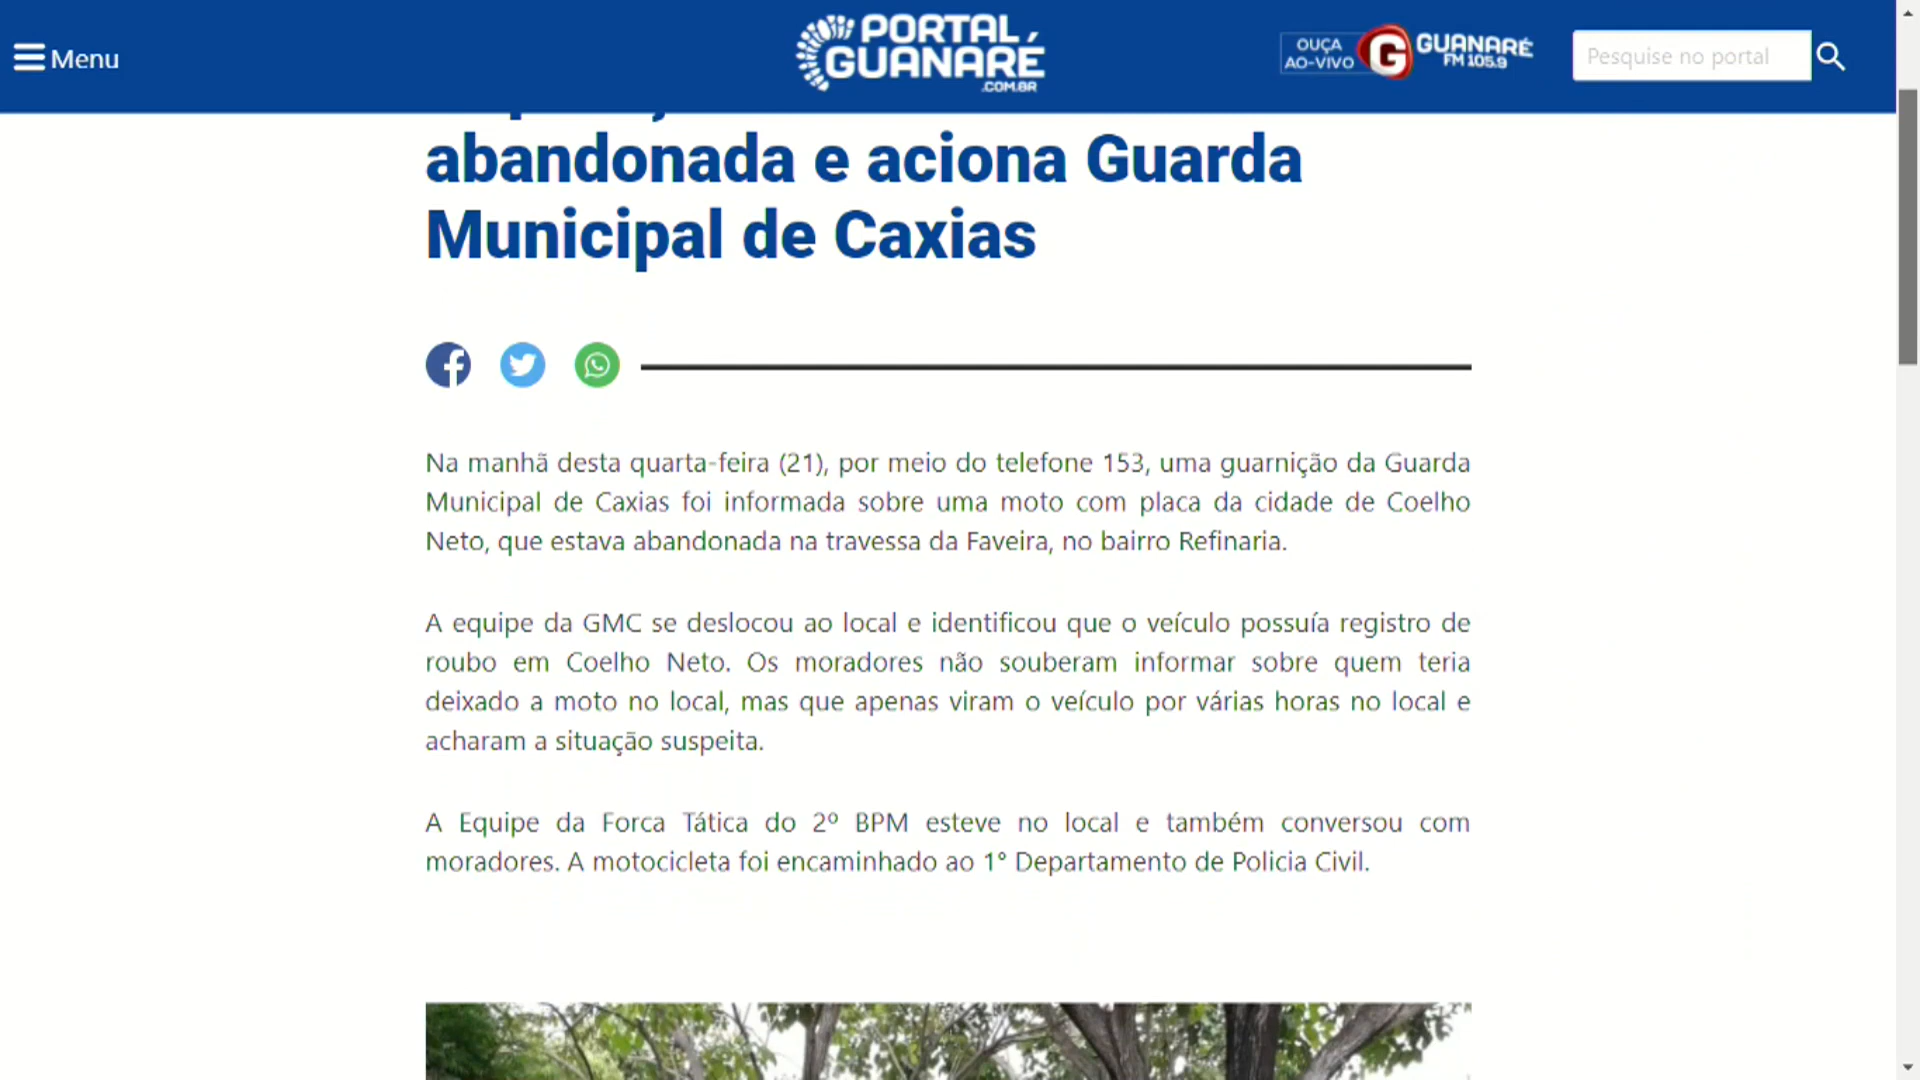 Menu
PORTAL
GUANARÉ
.COM.BR
OUÇA
AO-VIVO
G
GUANARÉ
FM 105.9
Pesquise no portal
abandonada e aciona Guarda
Municipal de Caxias
Na manhã desta quarta-feira (21), por meio do telefone 153, uma guarnição da Guarda
Municipal de Caxias foi informada sobre uma moto com placa da cidade de Coelho
Neto, que estava abandonada na travessa da Faveira, no bairro Refinaria.
A equipe da GMC se deslocou ao local e identificou que o veículo possuía registro de
roubo em Coelho Neto. Os moradores não souberam informar sobre quem teria
deixado a moto no local, mas que apenas viram o veículo por várias horas no local e
acharam a situação suspeita.
A Equipe da Forca Tática do 2º BPM esteve no local e também conversou com
moradores. A motocicleta foi encaminhado ao 1° Departamento de Policia Civil.